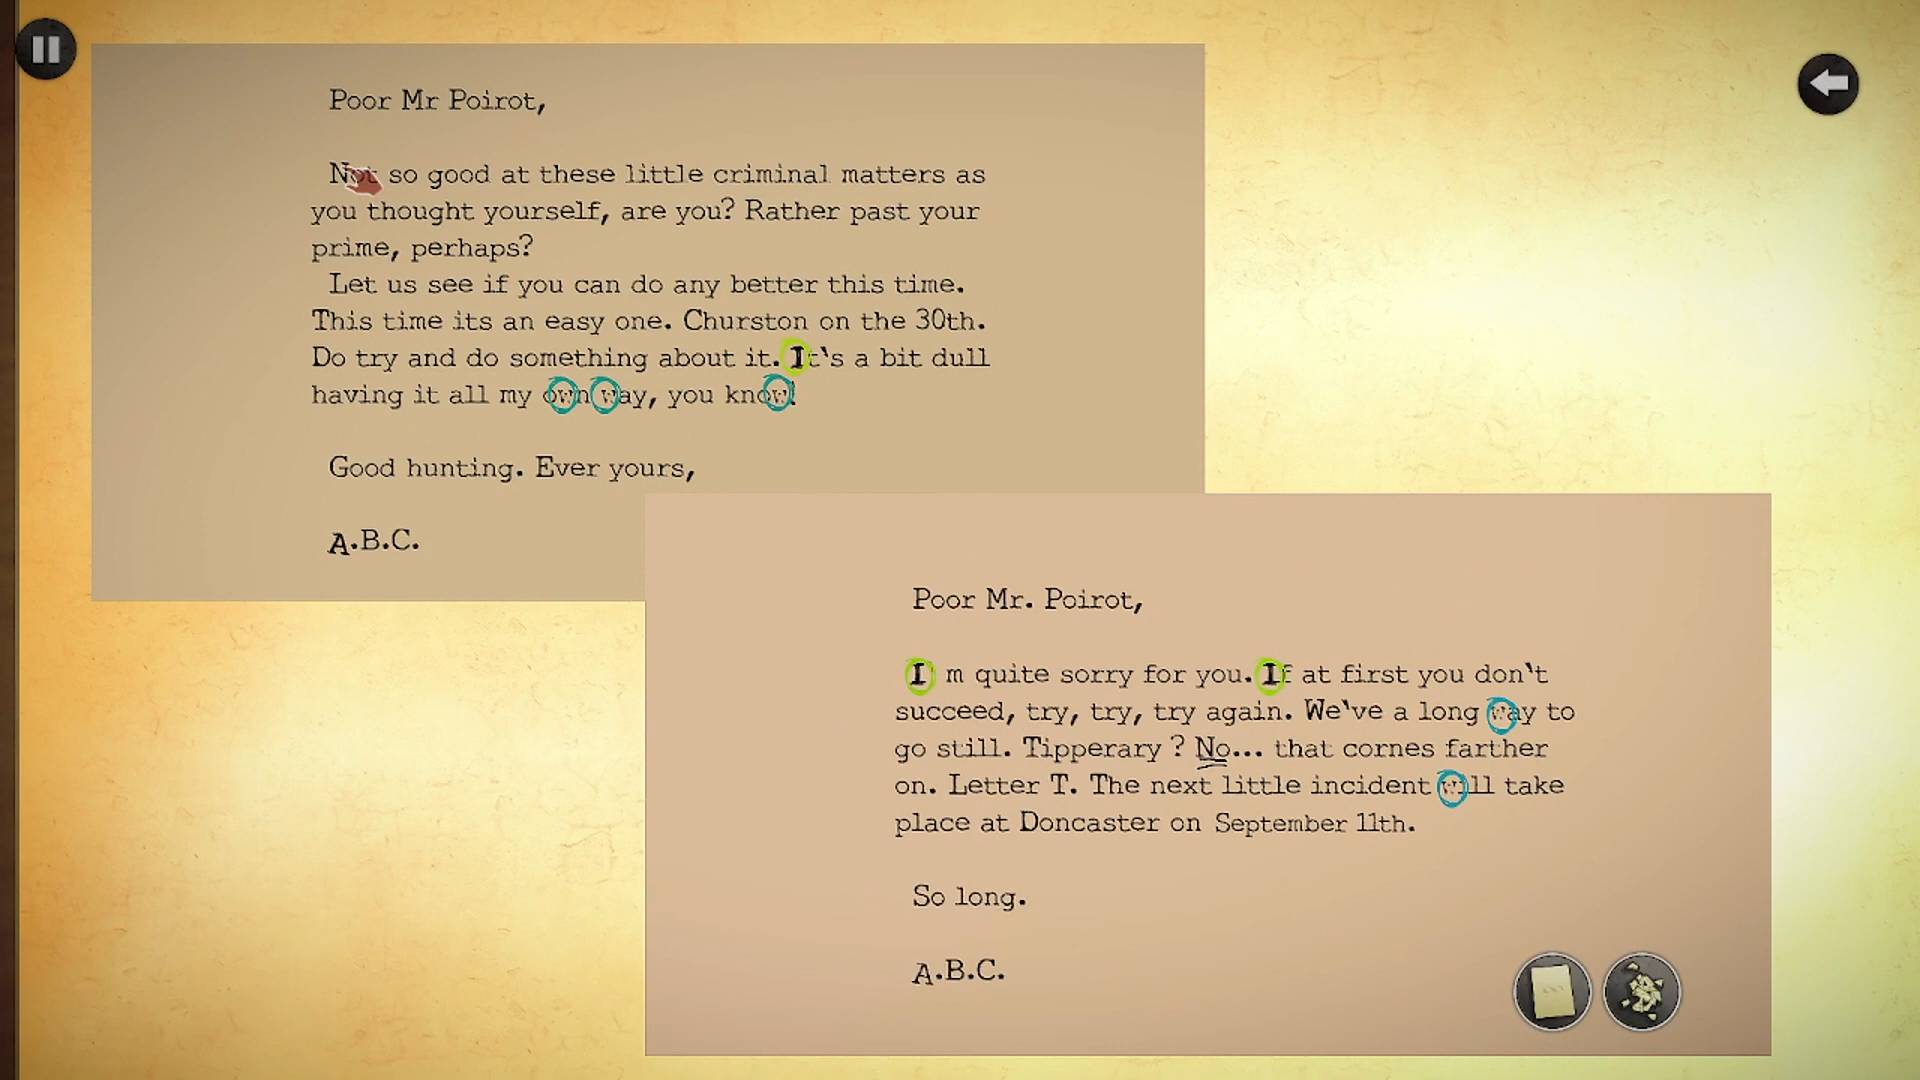 Poor Mr Poirot,
Not so good at these little criminal matters as
you thought yourself, are you? Rather past your
prime, perhaps?
Let us see if you can do any better this time.
This time its an easy one. Churston on the 30th.
Do try and do something about it. It's a bit dull
having it all my own way, you know!
Good hunting. Ever yours,
A.B.C.
Poor Mr. Poirot,
I'm quite sorry for you. If at first you don't
succeed, try, try, try again. We've a long way to
go still. Tipperary ? No... that cornes farther
on. Letter T. The next little incident will take
place at Doncaster on September 11th.
So long.
A.B.C.